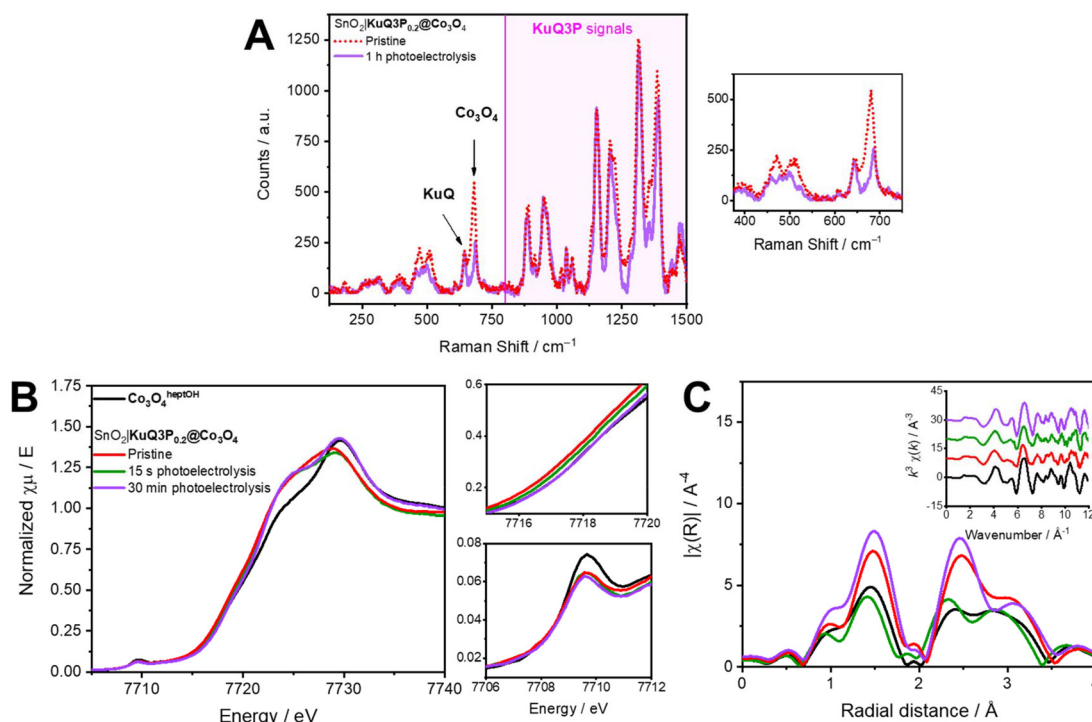 A
SnO₂|KuQ3P₀.₂@Co₃O₄
Pristine
1 h photoelectrolysis
KuQ3P signals
Co₃O₄
KuQ
Counts / a.u.
1250
1000
750
500
250
0
250 500 750 1000 1250 1500
Raman Shift / cm⁻¹
500
250
0
400 500 600 700
Raman Shift / cm⁻¹
B
Co₃O₄ʰᵉᵖᵗᴼᴴ
SnO₂|KuQ3P₀.₂@Co₃O₄
Pristine
15 s photoelectrolysis
30 min photoelectrolysis
Normalized χμ / E
1.75
1.50
1.25
1.00
0.75
0.50
0.25
0.00
7710 7720 7730 7740
Energy / eV
0.6
0.4
0.2
7716 7718 7720
0.08
0.06
0.04
0.02
7706 7708 7710 7712
Energy / eV
C
|χ(R)| / A⁻⁴
15
10
5
0
0 1 2 3 4
Radial distance / Å
k³ χ(k) / A⁻³
45
30
15
0
-15
0 2 4 6 8 10 12
Wavenumber / Å⁻¹